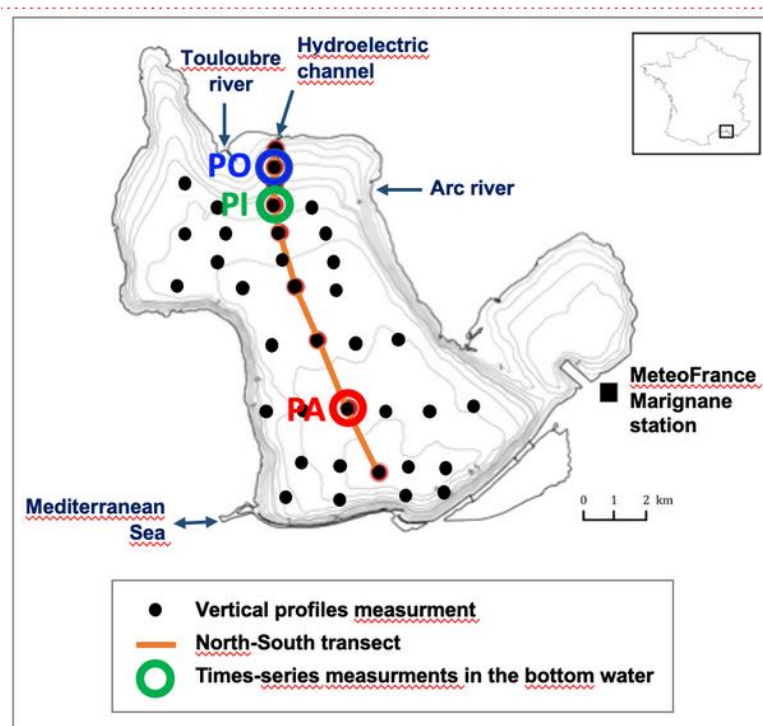 Touloubre
river
Hydroelectric
channel
PO
PI
Arc river
MeteoFrance
Marignane
station
PA
0 1 2 km
Mediterranean
Sea
Vertical profiles measurment
North-South transect
Times-series measurments in the bottom water